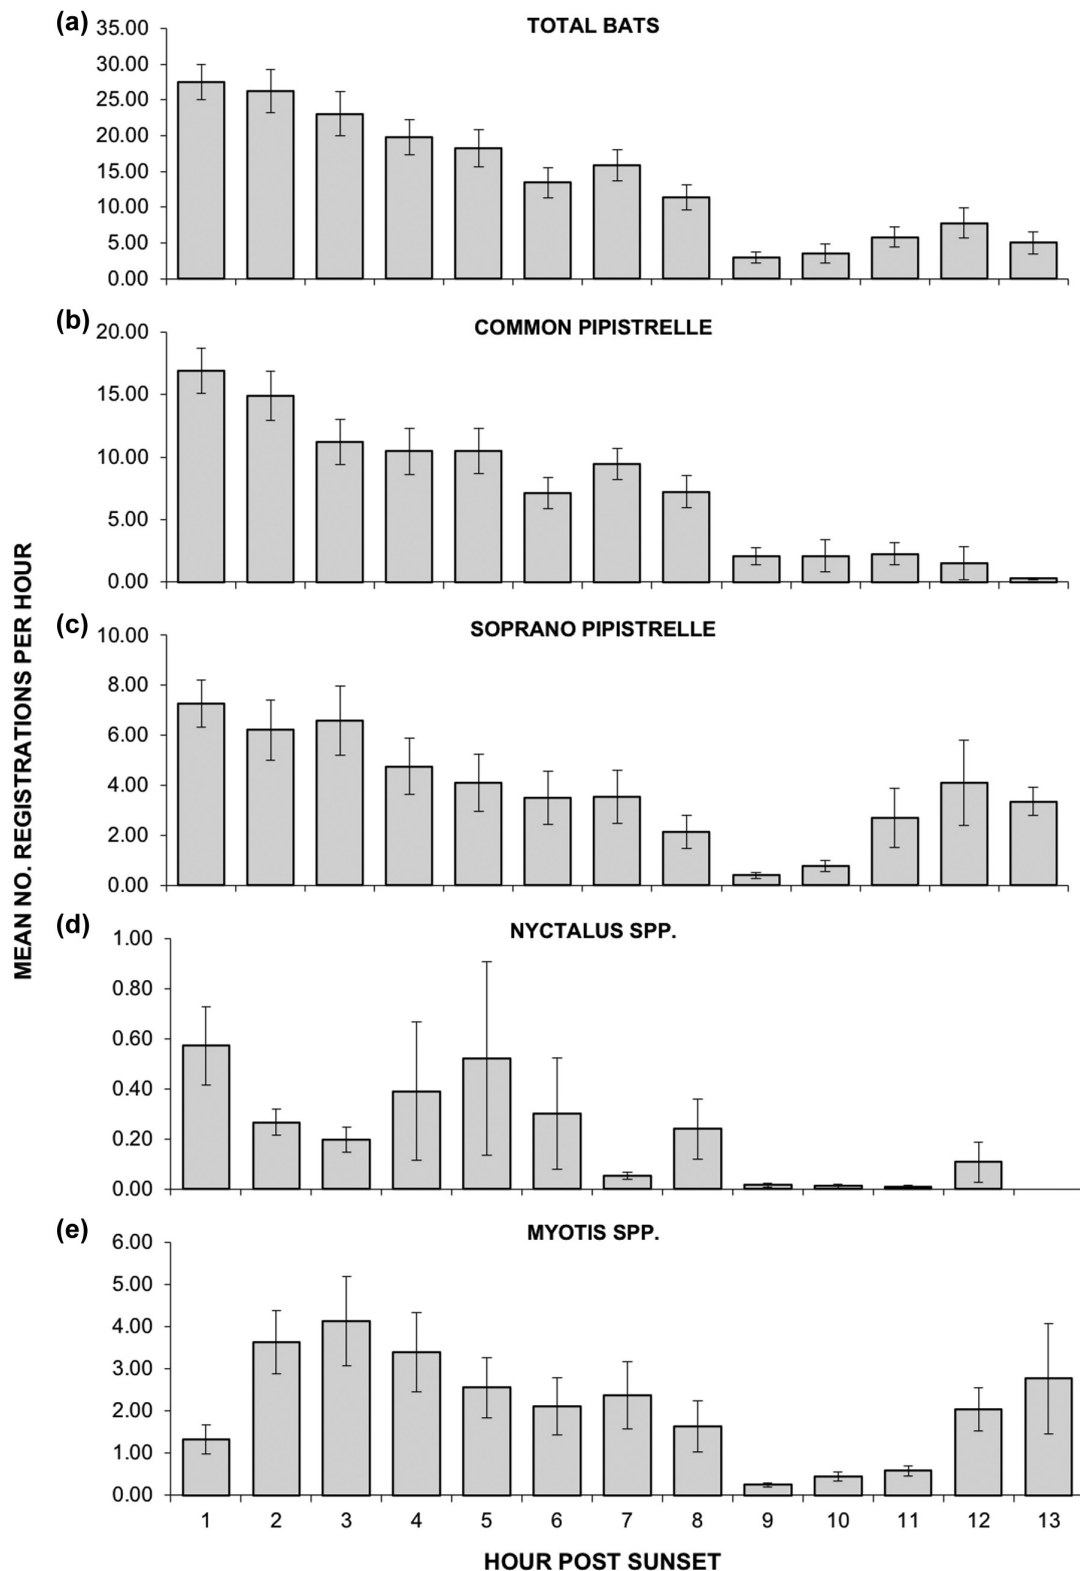 MEAN NO. REGISTRATIONS PER HOUR
(a)
TOTAL BATS
35.00
30.00
25.00
20.00
15.00
10.00
5.00
0.00
(b)
COMMON PIPISTRELLE
20.00
15.00
10.00
5.00
0.00
(c)
SOPRANO PIPISTRELLE
10.00
8.00
6.00
4.00
2.00
0.00
(d)
NYCTALUS SPP.
1.00
0.80
0.60
0.40
0.20
0.00
(e)
MYOTIS SPP.
6.00
5.00
4.00
3.00
2.00
1.00
0.00
1 2 3 4 5 6 7 8 9 10 11 12 13
HOUR POST SUNSET